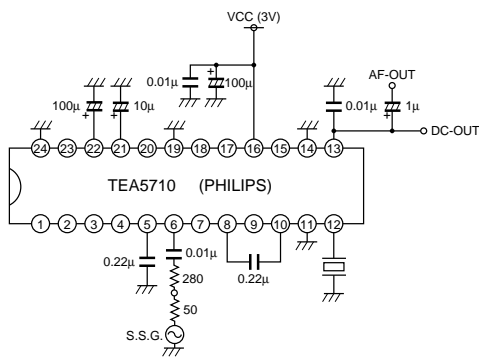 VCC (3V)
0.01µ
100µ
AF-OUT
100µ
10µ
0.01µ
1µ
DC-OUT
24 23 22 21 20 19 18 17 16 15 14 13
TEA5710 (PHILIPS)
1 2 3 4 5 6 7 8 9 10 11 12
0.22µ
0.01µ
0.22µ
280
50
S.S.G.